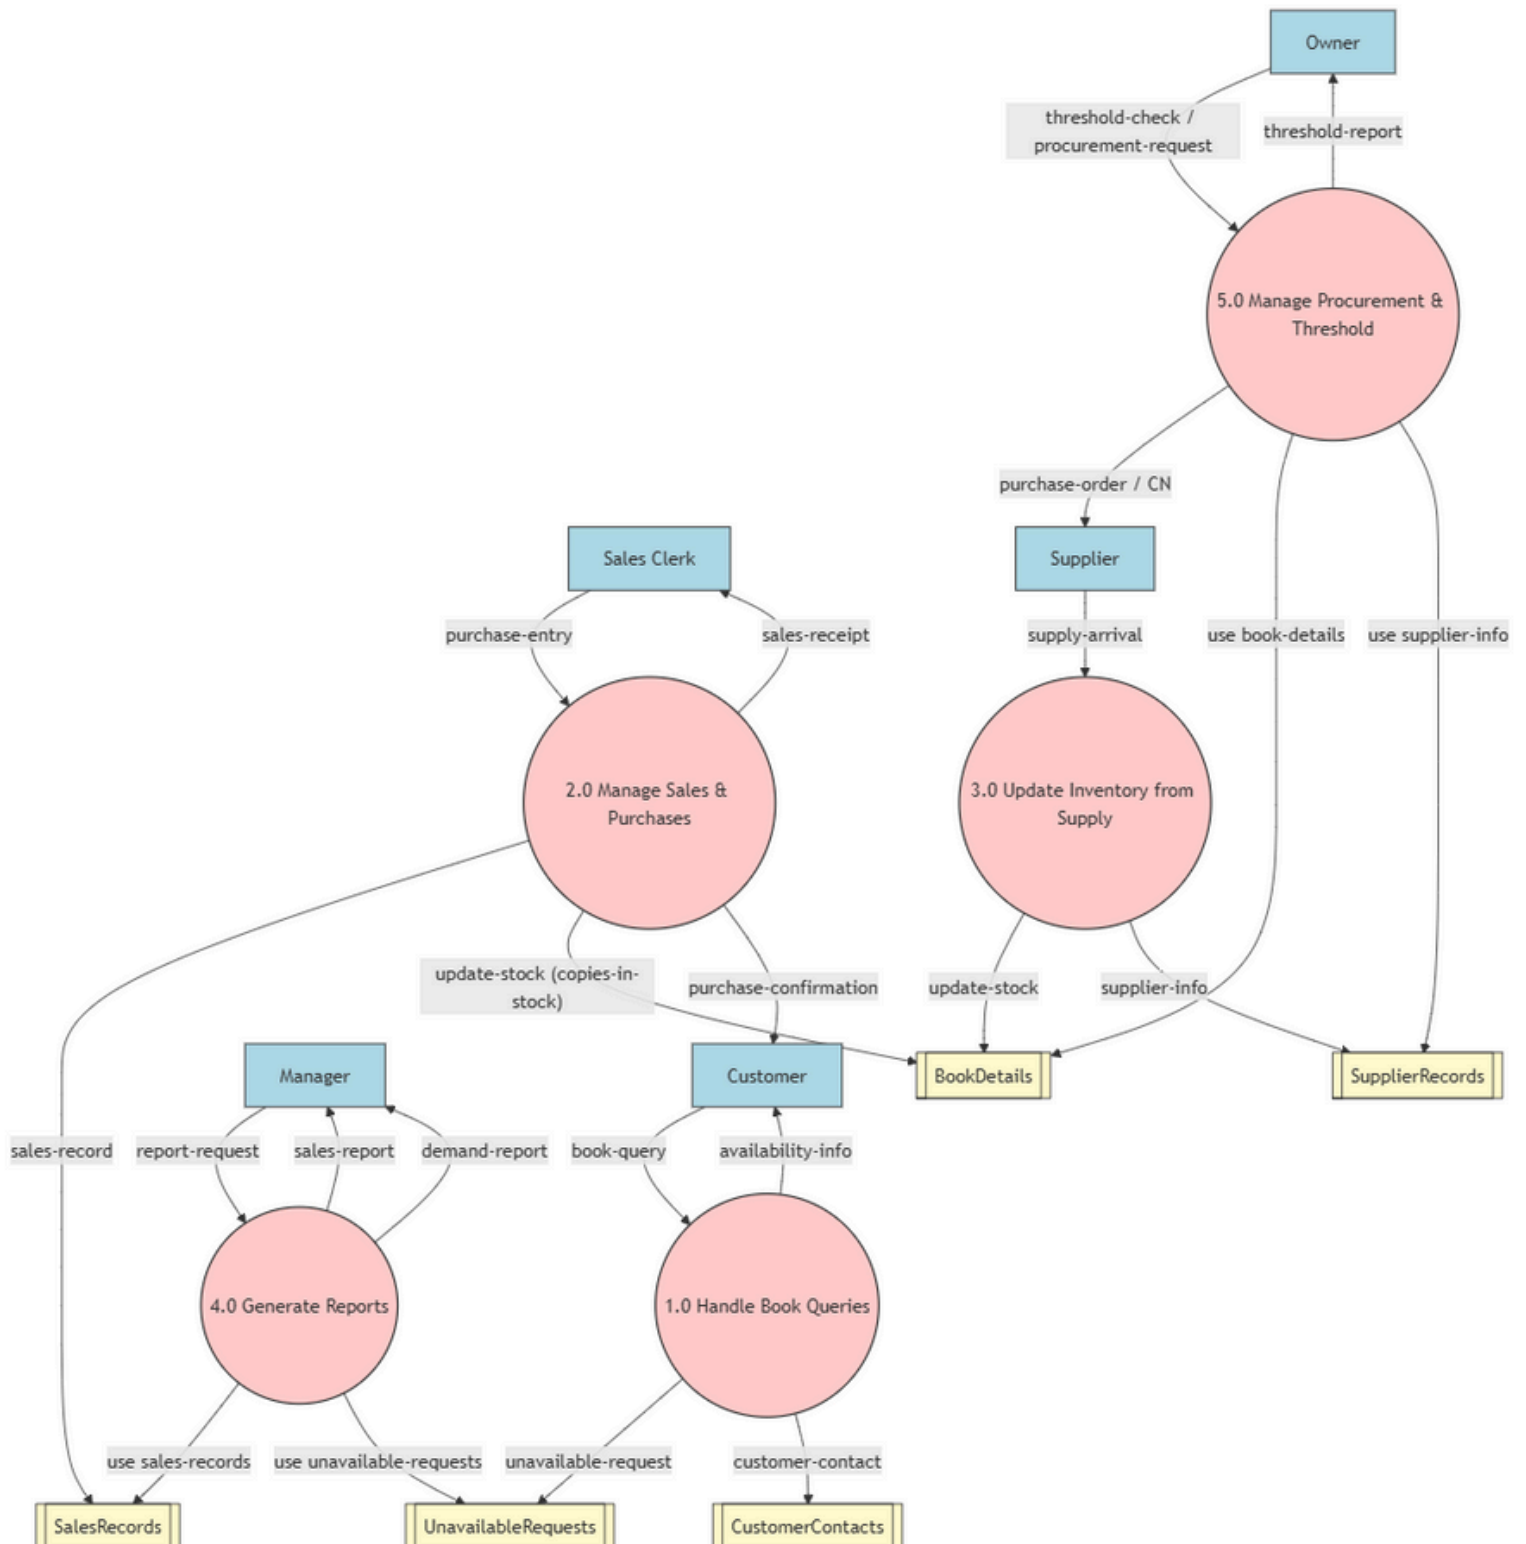 Owner
threshold-check /
procurement-request
threshold-report
5.0 Manage Procurement &
Threshold
purchase-order / CN
Sales Clerk
Supplier
purchase-entry
sales-receipt
supply-arrival
use book-details
use supplier-info
2.0 Manage Sales &
Purchases
3.0 Update Inventory from
Supply
update-stock (copies-in-
stock)
purchase-confirmation
update-stock
supplier-info
Manager
Customer
BookDetails
SupplierRecords
sales-record
report-request
sales-report
demand-report
book-query
availability-info
4.0 Generate Reports
1.0 Handle Book Queries
use sales-records
use unavailable-requests
unavailable-request
customer-contact
SalesRecords
UnavailableRequests
CustomerContacts